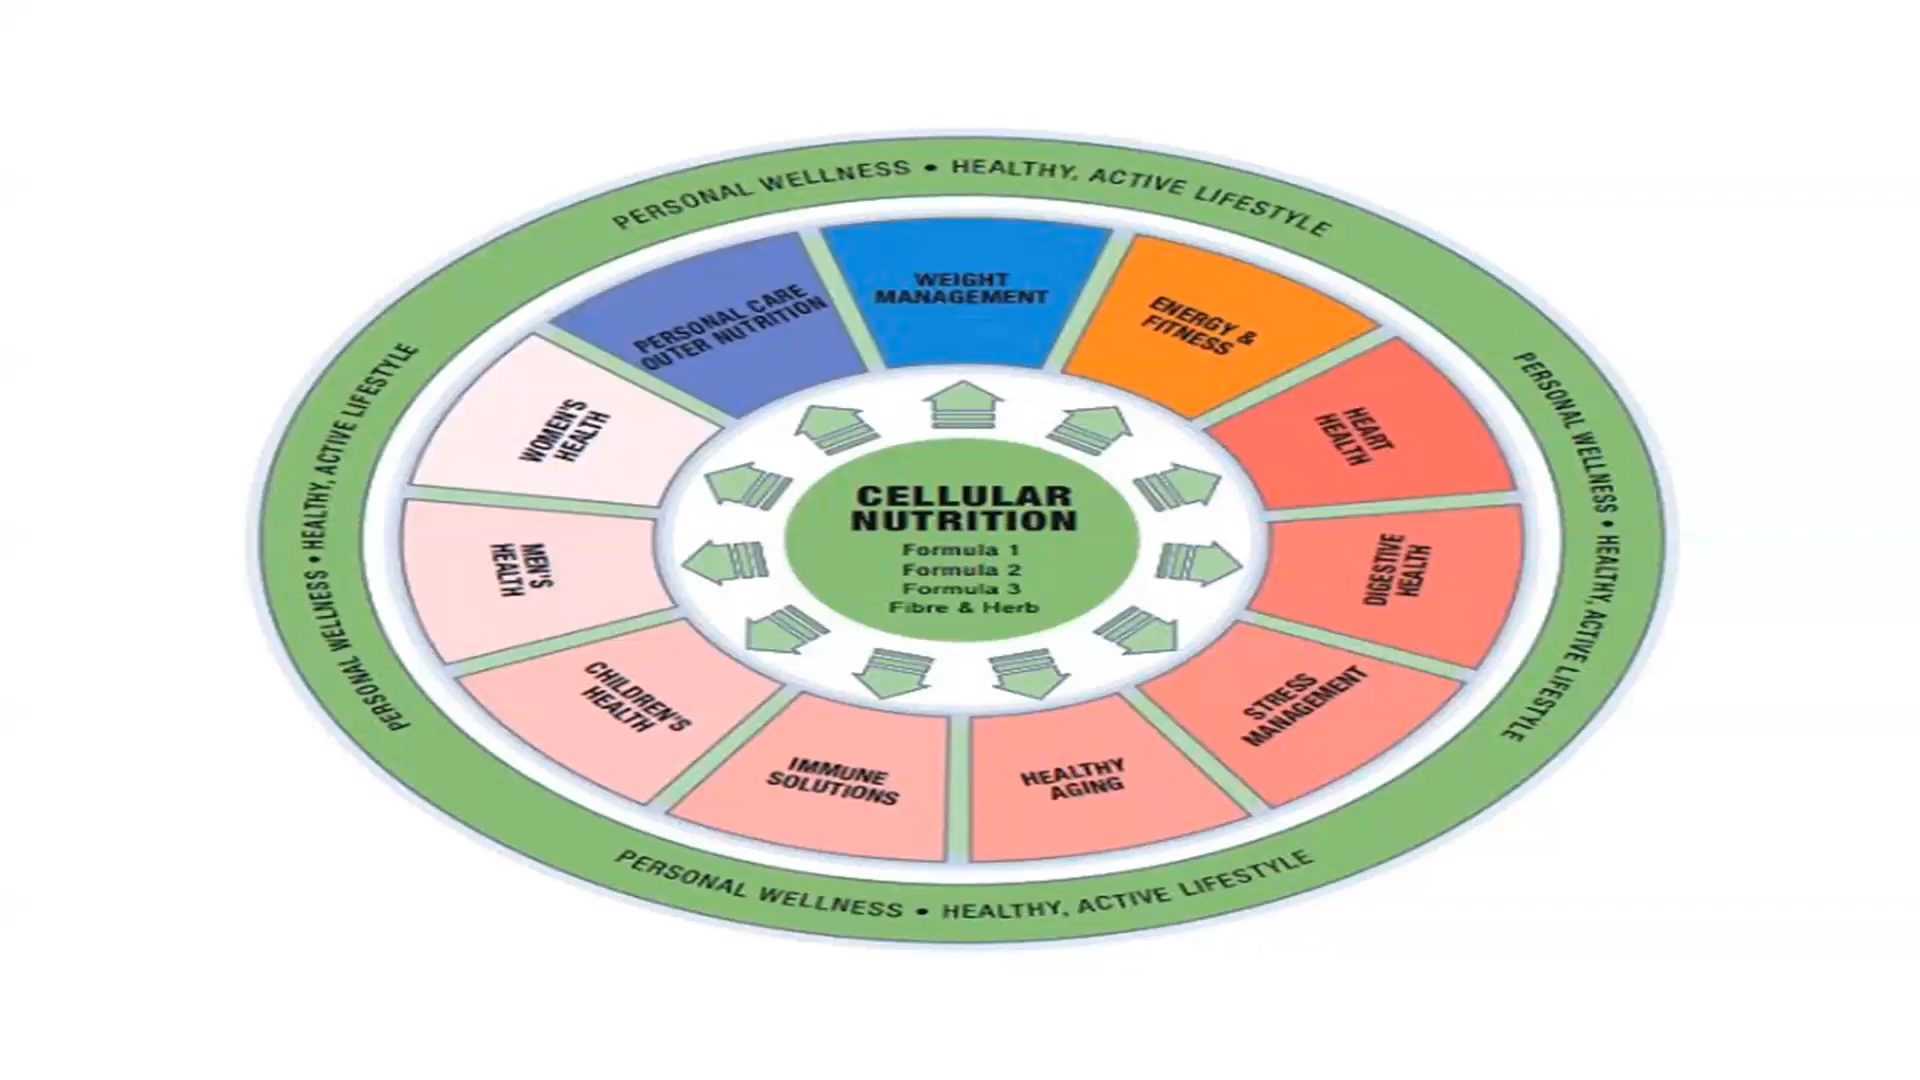 PERSONAL WELLNESS • HEALTHY, ACTIVE LIFESTYLE
PERSONAL WELLNESS • HEALTHY, ACTIVE LIFESTYLE
PERSONAL WELLNESS • HEALTHY, ACTIVE LIFESTYLE
PERSONAL WELLNESS • HEALTHY, ACTIVE LIFESTYLE
WEIGHT
MANAGEMENT
ENERGY &
FITNESS
HEART
HEALTH
DIGESTIVE
HEALTH
STRESS
MANAGEMENT
HEALTHY
AGING
IMMUNE
SOLUTIONS
CHILDREN'S
HEALTH
MEN'S
HEALTH
WOMEN'S
HEALTH
PERSONAL CARE
OUTER NUTRITION
CELLULAR
NUTRITION
Formula 1
Formula 2
Formula 3
Fibre & Herb